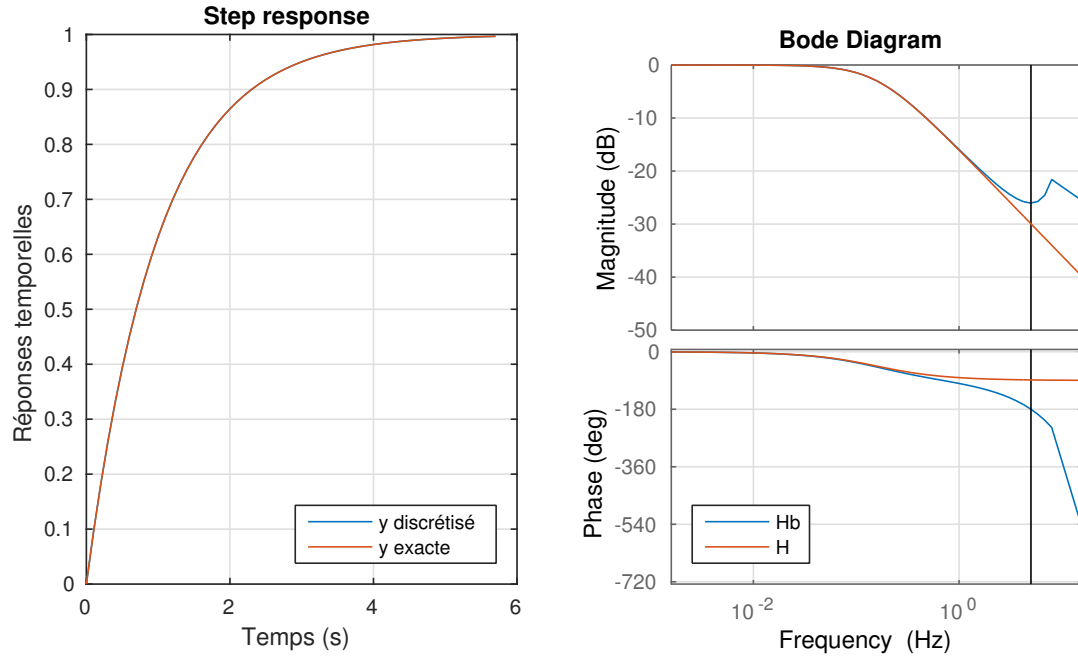 Step response
Réponses temporelles
1
0.9
0.8
0.7
0.6
0.5
0.4
0.3
0.2
0.1
0
0 2 4 6
Temps (s)
y discrétisé
y exacte
Bode Diagram
Magnitude (dB)
0
-10
-20
-30
-40
-50
Phase (deg)
0
-180
-360
-540
-720
Hb
H
10^-2 10^0
Frequency (Hz)